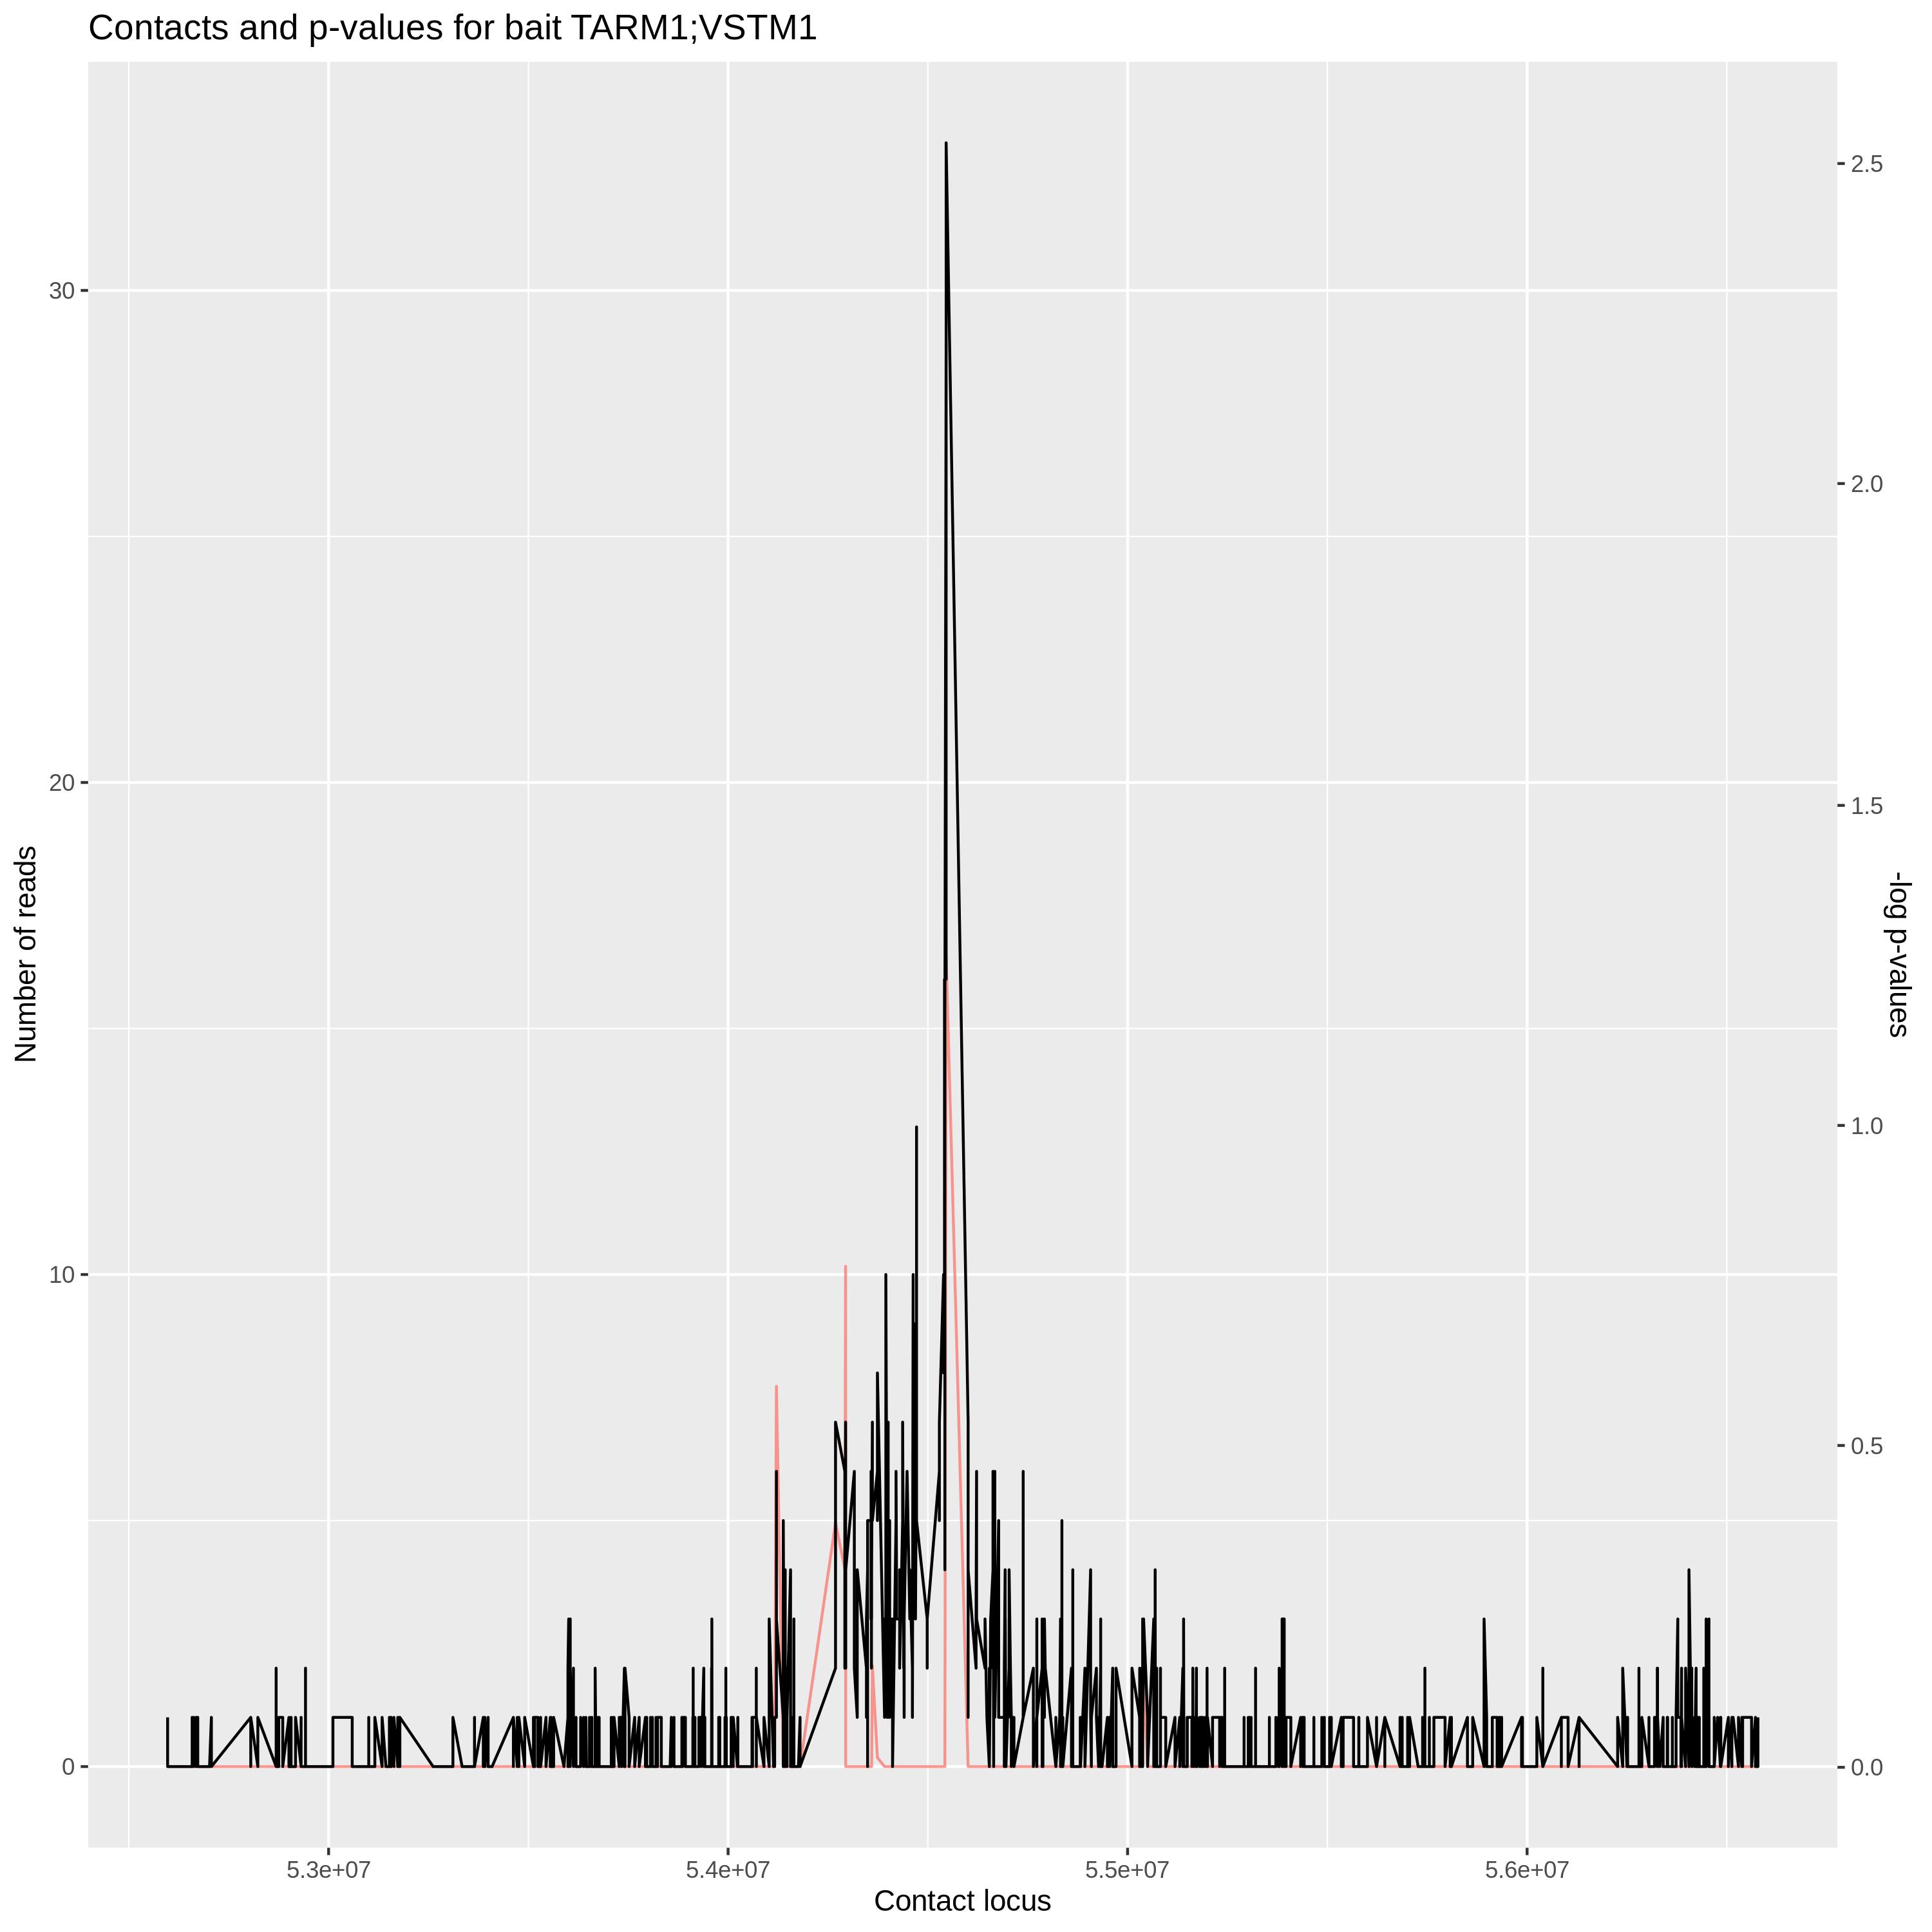 Contacts and p-values for bait TARM1;VSTM1
Number of reads
30
20
10
0
2.5
2.0
1.5
1.0
0.5
0.0
-log p-values
5.3e+07 5.4e+07 5.5e+07 5.6e+07
Contact locus